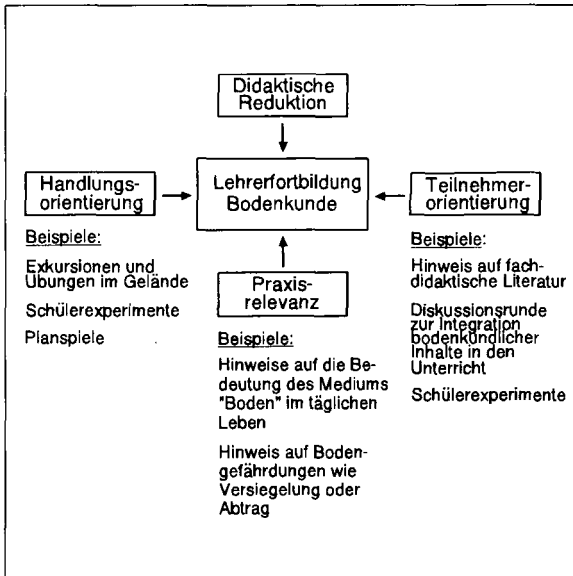 Didaktische
Reduktion
Handlungs-
orientierung
Lehrerfortbildung
Bodenkunde
Teilnehmer-
orientierung
Beispiele:
Exkursionen und
Übungen im Gelände
Schülerexperimente
Planspiele
Praxis-
relevanz
Beispiele:
Hinweise auf die Be-
deutung des Mediums
"Boden" im täglichen
Leben
Hinweis auf Boden-
gefährdungen wie
Versiegelung oder
Abtrag
Beispiele:
Hinweis auf fach-
didaktische Literatur
Diskussionsrunde
zur Integration
bodenkundlicher
Inhalte in den
Unterricht
Schülerexperimente